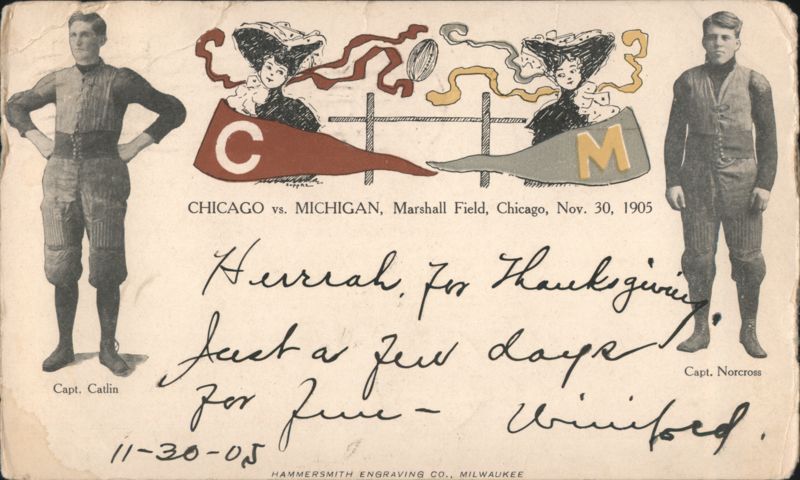 C
M
CHICAGO vs. MICHIGAN, Marshall Field, Chicago, Nov. 30, 1905
Hurrah, for Thanksgiving,
Just a few days
for fun - Winiford.
11-30-05
Capt. Catlin
Capt. Norcross
HAMMERSMITH ENGRAVING CO., MILWAUKEE